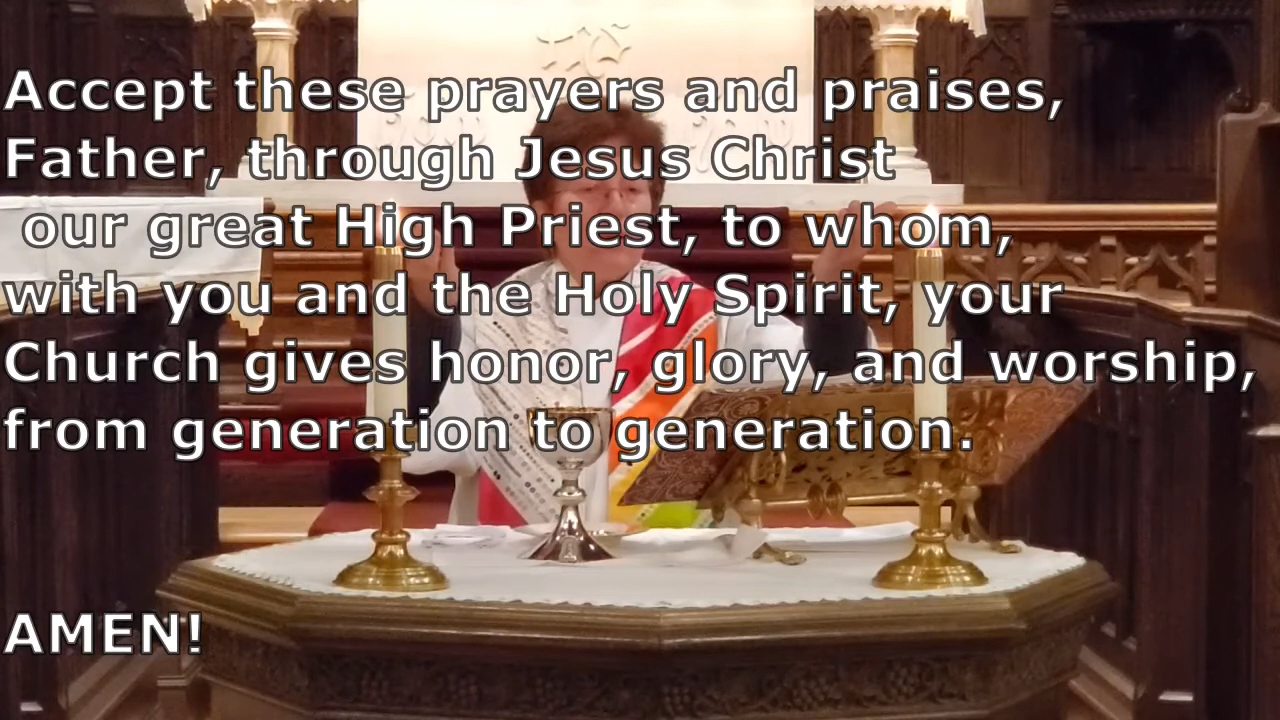 Accept these prayers and praises,
Father, through Jesus Christ
our great High Priest, to whom,
with you and the Holy Spirit, your
Church gives honor, glory, and worship,
from generation to generation.
AMEN!